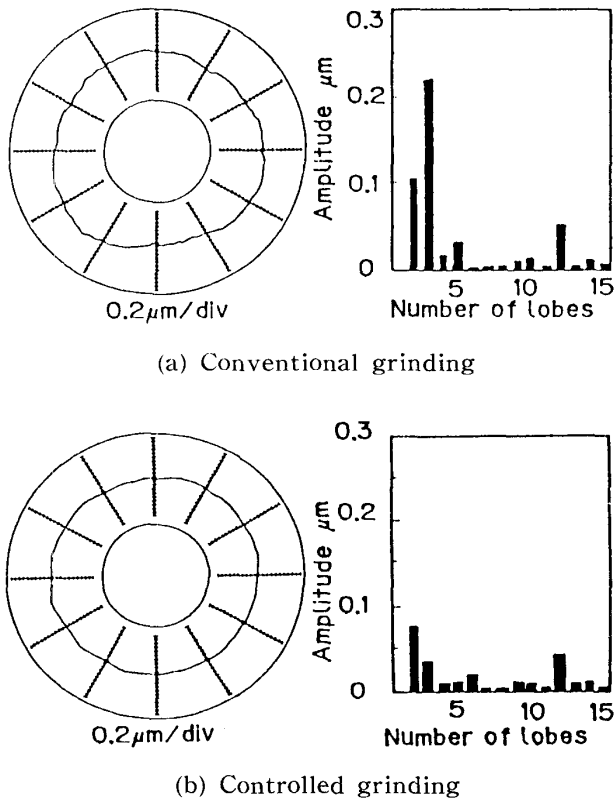 0.3
0.2
0.1
0
Amplitude μm
5
10
15
Number of lobes
0.2μm/div
(a) Conventional grinding
0.3
0.2
0.1
0
Amplitude μm
5
10
15
Number of lobes
0.2μm/div
(b) Controlled grinding